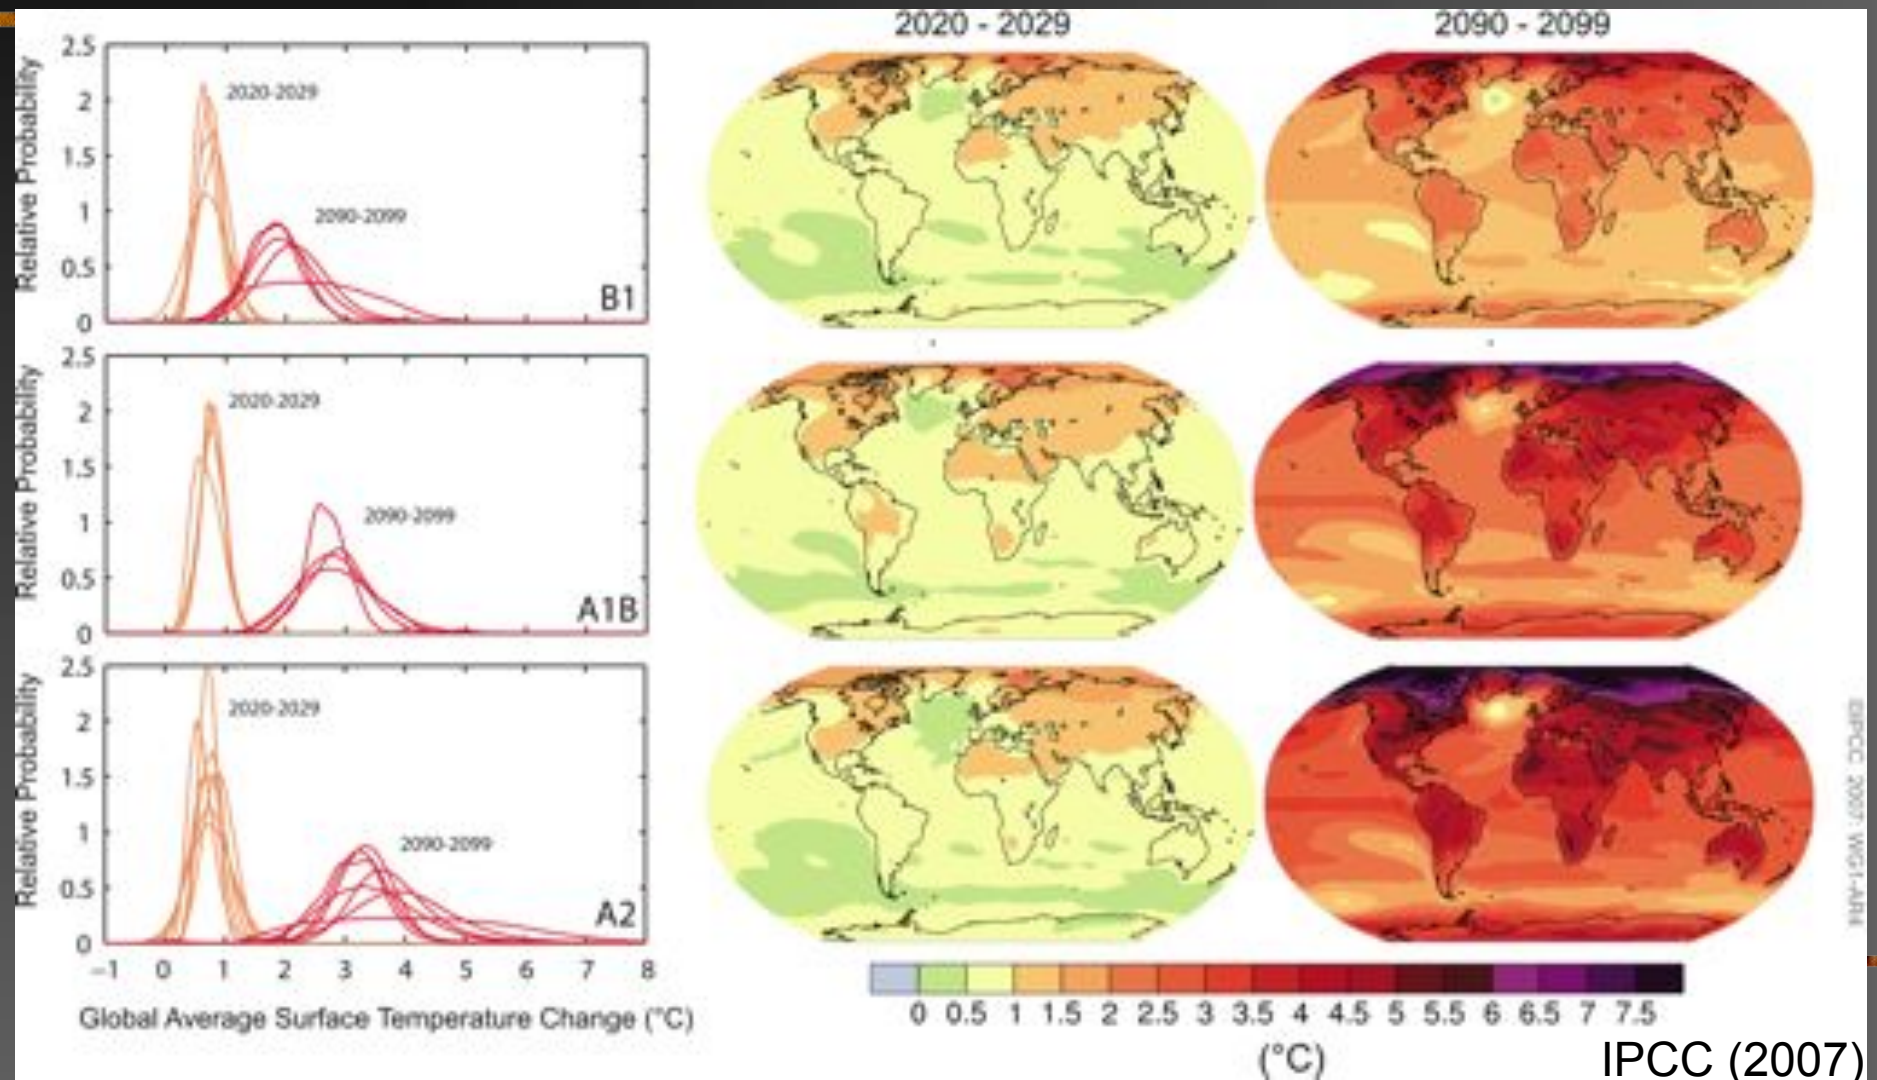 2020 - 2029
2090 - 2099
2.5
2
1.5
1
0.5
0
Relative Probability
2020-2029
2090-2099
B1
2.5
2
1.5
1
0.5
0
Relative Probability
2020-2029
2090-2099
A1B
2.5
2
1.5
1
0.5
0
Relative Probability
2020-2029
2090-2099
A2
−1 0 1 2 3 4 5 6 7 8
Global Average Surface Temperature Change (°C)
0 0.5 1 1.5 2 2.5 3 3.5 4 4.5 5 5.5 6 6.5 7 7.5
(°C)
©IPCC 2007: WG1-AR4
IPCC (2007)